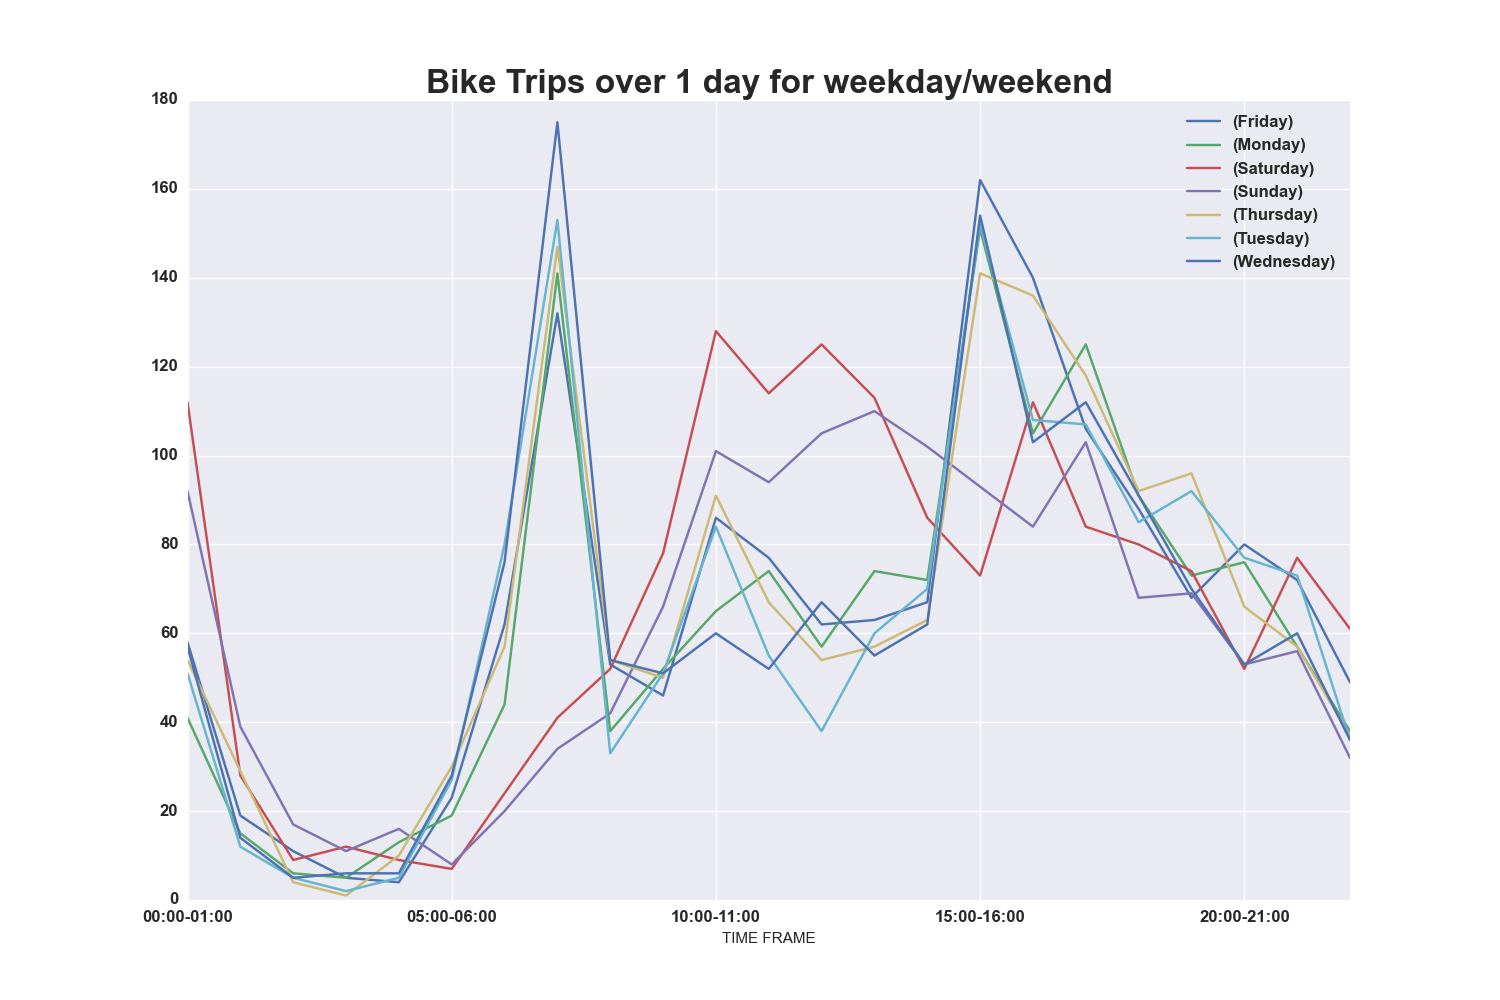 Bike Trips over 1 day for weekday/weekend
180
160
140
120
100
80
60
40
20
0
(Friday)
(Monday)
(Saturday)
(Sunday)
(Thursday)
(Tuesday)
(Wednesday)
00:00-01:00 05:00-06:00 10:00-11:00 15:00-16:00 20:00-21:00
TIME FRAME